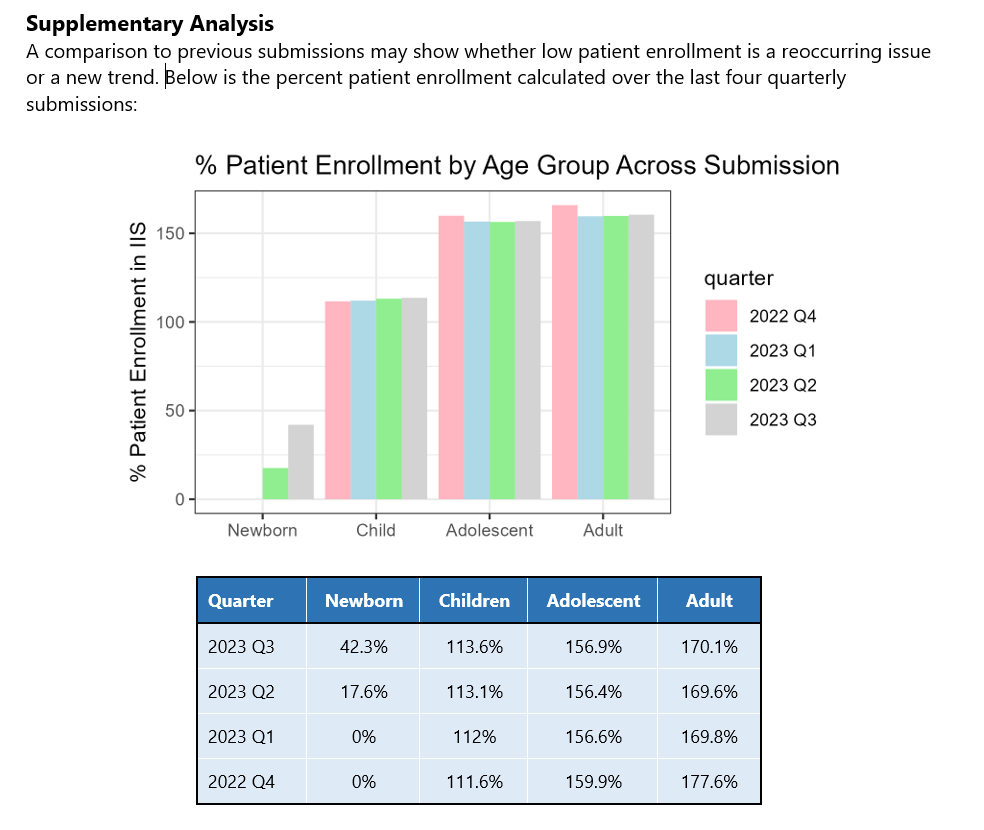 Supplementary Analysis
A comparison to previous submissions may show whether low patient enrollment is a reoccurring issue
or a new trend. Below is the percent patient enrollment calculated over the last four quarterly
submissions:
% Patient Enrollment by Age Group Across Submission
% Patient Enrollment in IIS
150
100
50
0
Newborn Child Adolescent Adult
quarter
2022 Q4
2023 Q1
2023 Q2
2023 Q3
Quarter Newborn Children Adolescent Adult
2023 Q3 42.3% 113.6% 156.9% 170.1%
2023 Q2 17.6% 113.1% 156.4% 169.6%
2023 Q1 0% 112% 156.6% 169.8%
2022 Q4 0% 111.6% 159.9% 177.6%